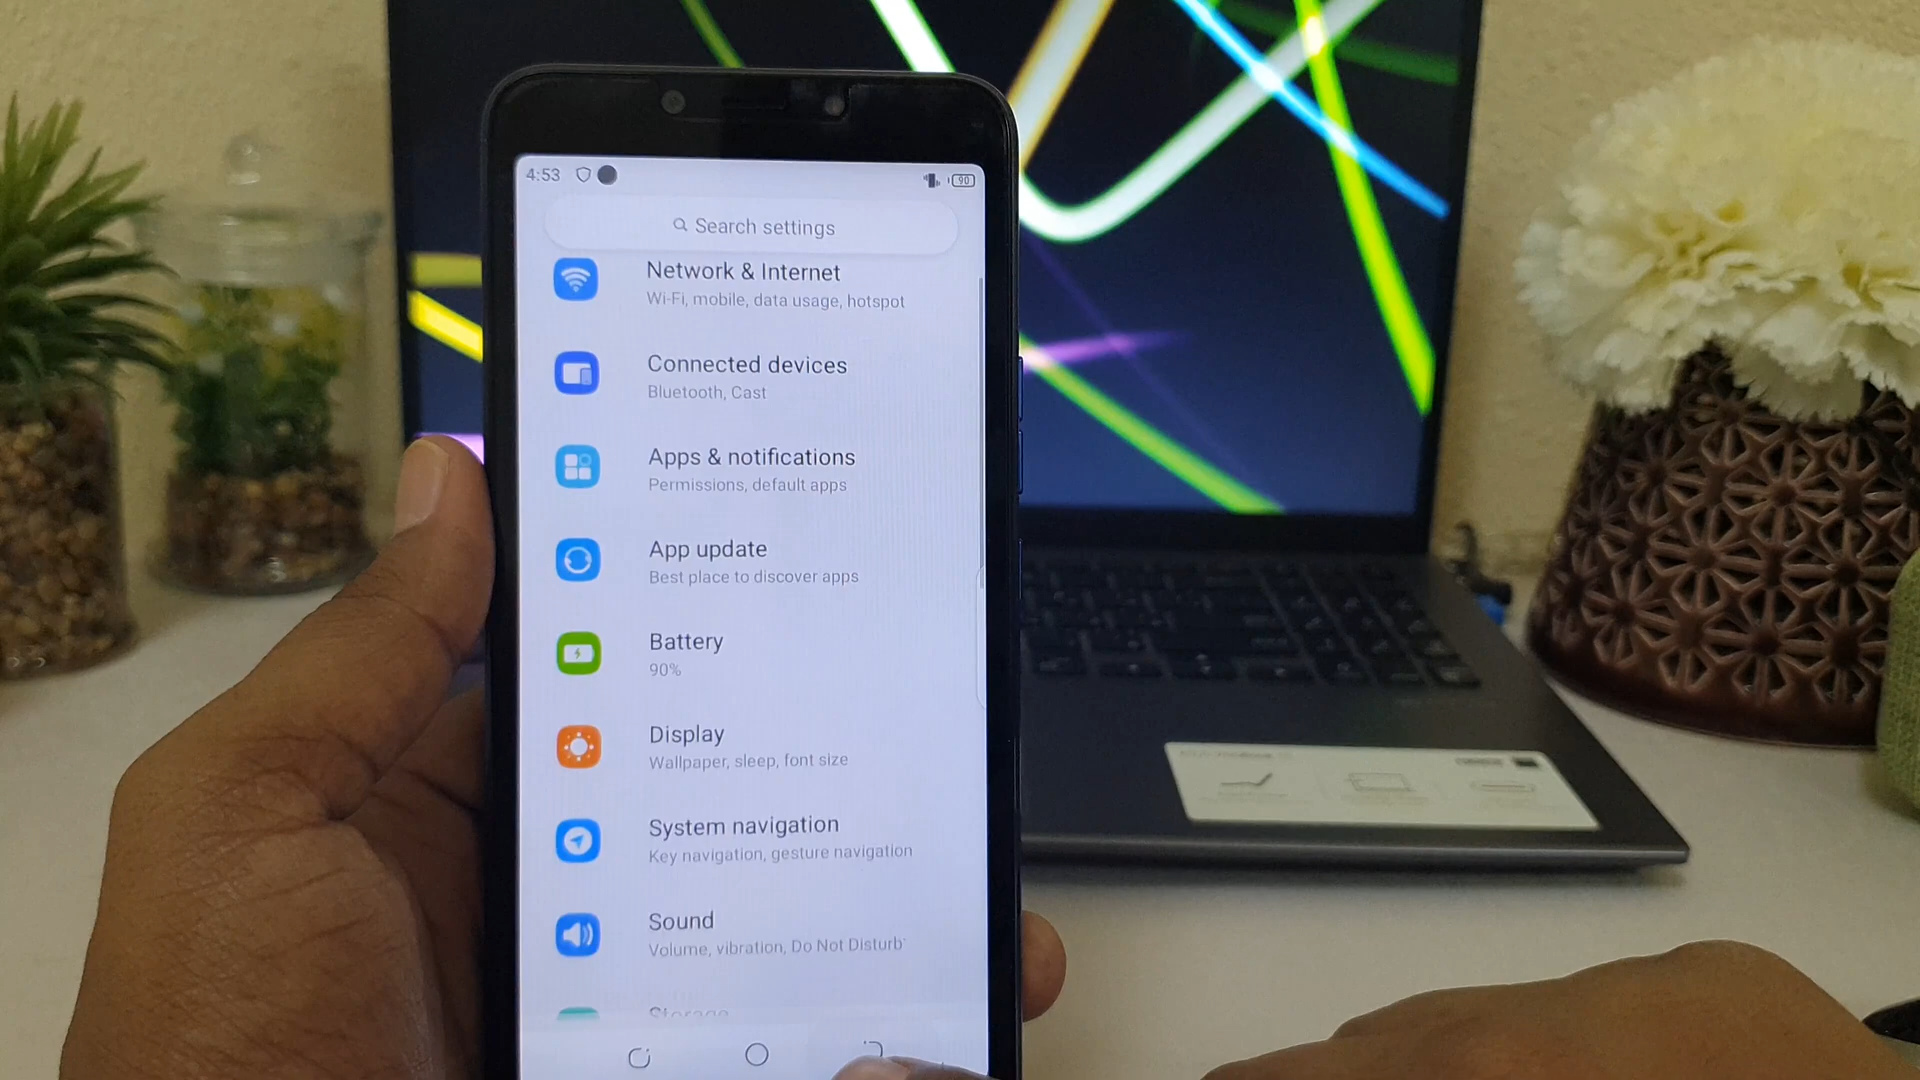 4:53
90
Search settings
Network & Internet
Wi-Fi, mobile, data usage, hotspot
Connected devices
Bluetooth, Cast
Apps & notifications
Permissions, default apps
App update
Best place to discover apps
Battery
90%
Display
Wallpaper, sleep, font size
System navigation
Key navigation, gesture navigation
Sound
Volume, vibration, Do Not Disturb
Storage